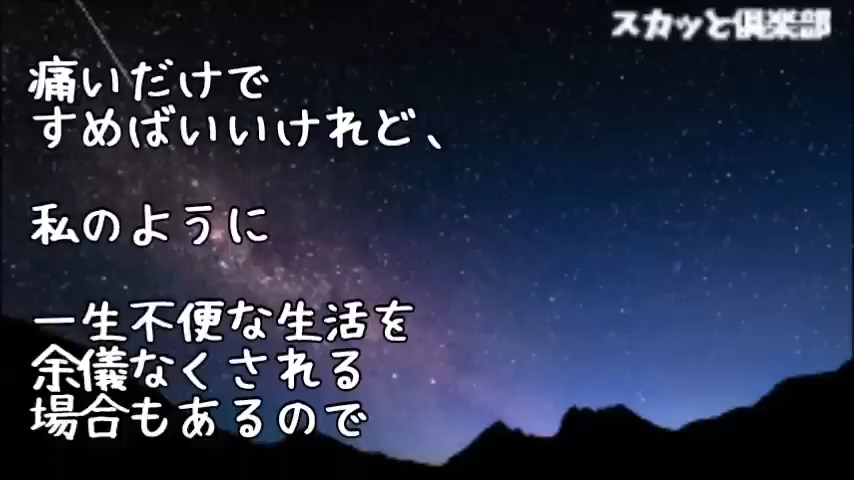 スカッと倶楽部
痛いだけで
すめばいいけれど、
私のように
一生不便な生活を
余儀なくされる
場合もあるので